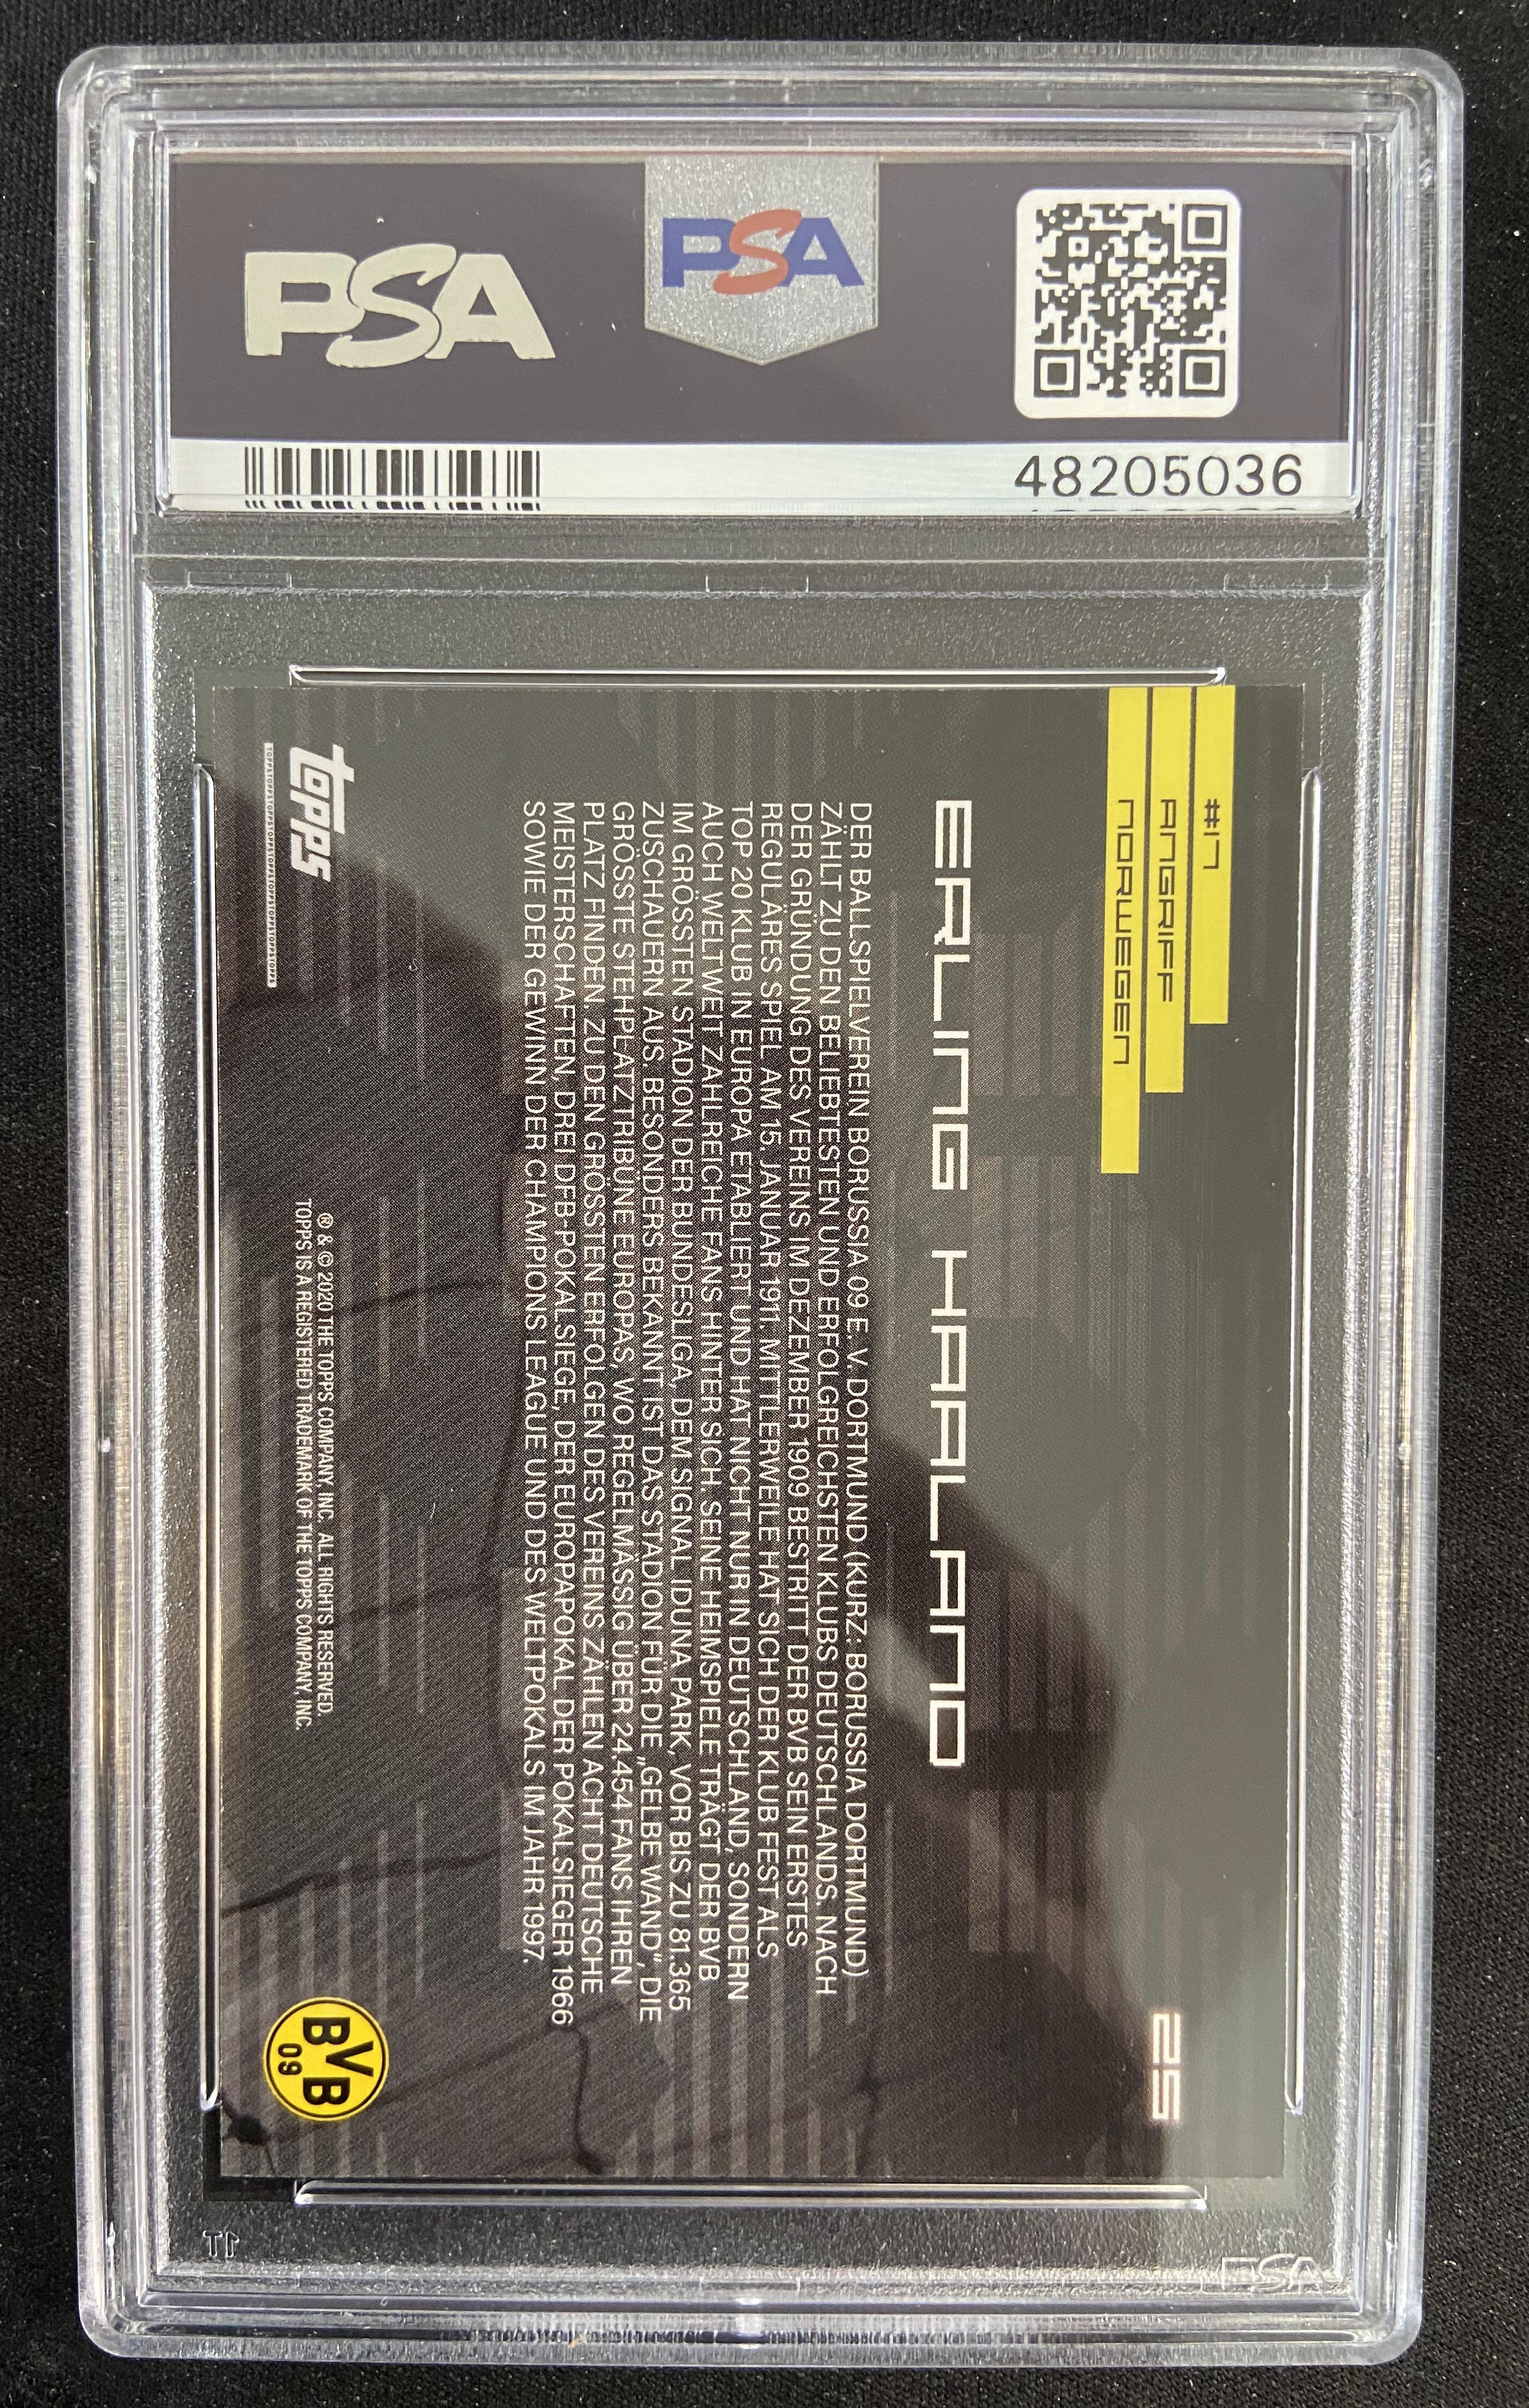 PSA
PSA
48205036
#17
ANGRIFF
NORWEGEN
25
ERLING HAALAND
DER BALLSPIELVEREIN BORUSSIA 09 E. V. DORTMUND (KURZ: BORUSSIA DORTMUND)
ZÄHLT ZU DEN BELIEBTESTEN UND ERFOLGREICHSTEN KLUBS DEUTSCHLANDS. NACH
DER GRÜNDUNG DES VEREINS IM DEZEMBER 1909 BESTRITT DER BVB SEIN ERSTES
REGULÄRES SPIEL AM 15. JANUAR 1911. MITTLERWEILE HAT SICH DER KLUB FEST ALS
TOP 20 KLUB IN EUROPA ETABLIERT UND HAT NICHT NUR IN DEUTSCHLAND, SONDERN
AUCH WELTWEIT ZAHLREICHE FANS HINTER SICH. SEINE HEIMSPIELE TRÄGT DER BVB
IM GRÖSSTEN STADION DER BUNDESLIGA, DEM SIGNAL IDUNA PARK, VOR BIS ZU 81.365
ZUSCHAUERN AUS. BESONDERS BEKANNT IST DAS STADION FÜR DIE „GELBE WAND", DIE
GRÖSSTE STEHPLATZTRIBÜNE EUROPAS, WO REGELMÄSSIG ÜBER 24.454 FANS IHREN
PLATZ FINDEN. ZU DEN GRÖSSTEN ERFOLGEN DES VEREINS ZÄHLEN ACHT DEUTSCHE
MEISTERSCHAFTEN, DREI DFB-POKALSIEGE, DER EUROPAPOKAL DER POKALSIEGER 1966
SOWIE DER GEWINN DER CHAMPIONS LEAGUE UND DES WELTPOKALS IM JAHR 1997.
topps
TOPPSTOPPSTOPPSTOPPSTOPPSTOPPSTOPPSTOPPSTOPPS
® & © 2020 THE TOPPS COMPANY, INC. ALL RIGHTS RESERVED.
TOPPS IS A REGISTERED TRADEMARK OF THE TOPPS COMPANY, INC.
BVB
09
PSA